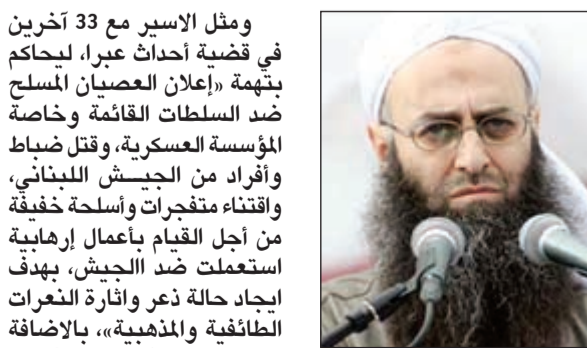 ومثل الاسير مع 33 آخرين
في قضية أحداث عبرا، ليحاكم
بتهمة «إعلان العصيان المسلح
ضد السلطات القائمة وخاصة
المؤسسة العسكرية، وقتل ضباط
وأفراد من الجيــش اللبناني،
واقتناء متفجرات وأسلحة خفيفة
من أجل القيام بأعمال إرهابية
استعملت ضد االجيش، بهدف
ايجاد حالة ذعر واثارة النعرات
الطائفية والمذهبية»، بالاضافة